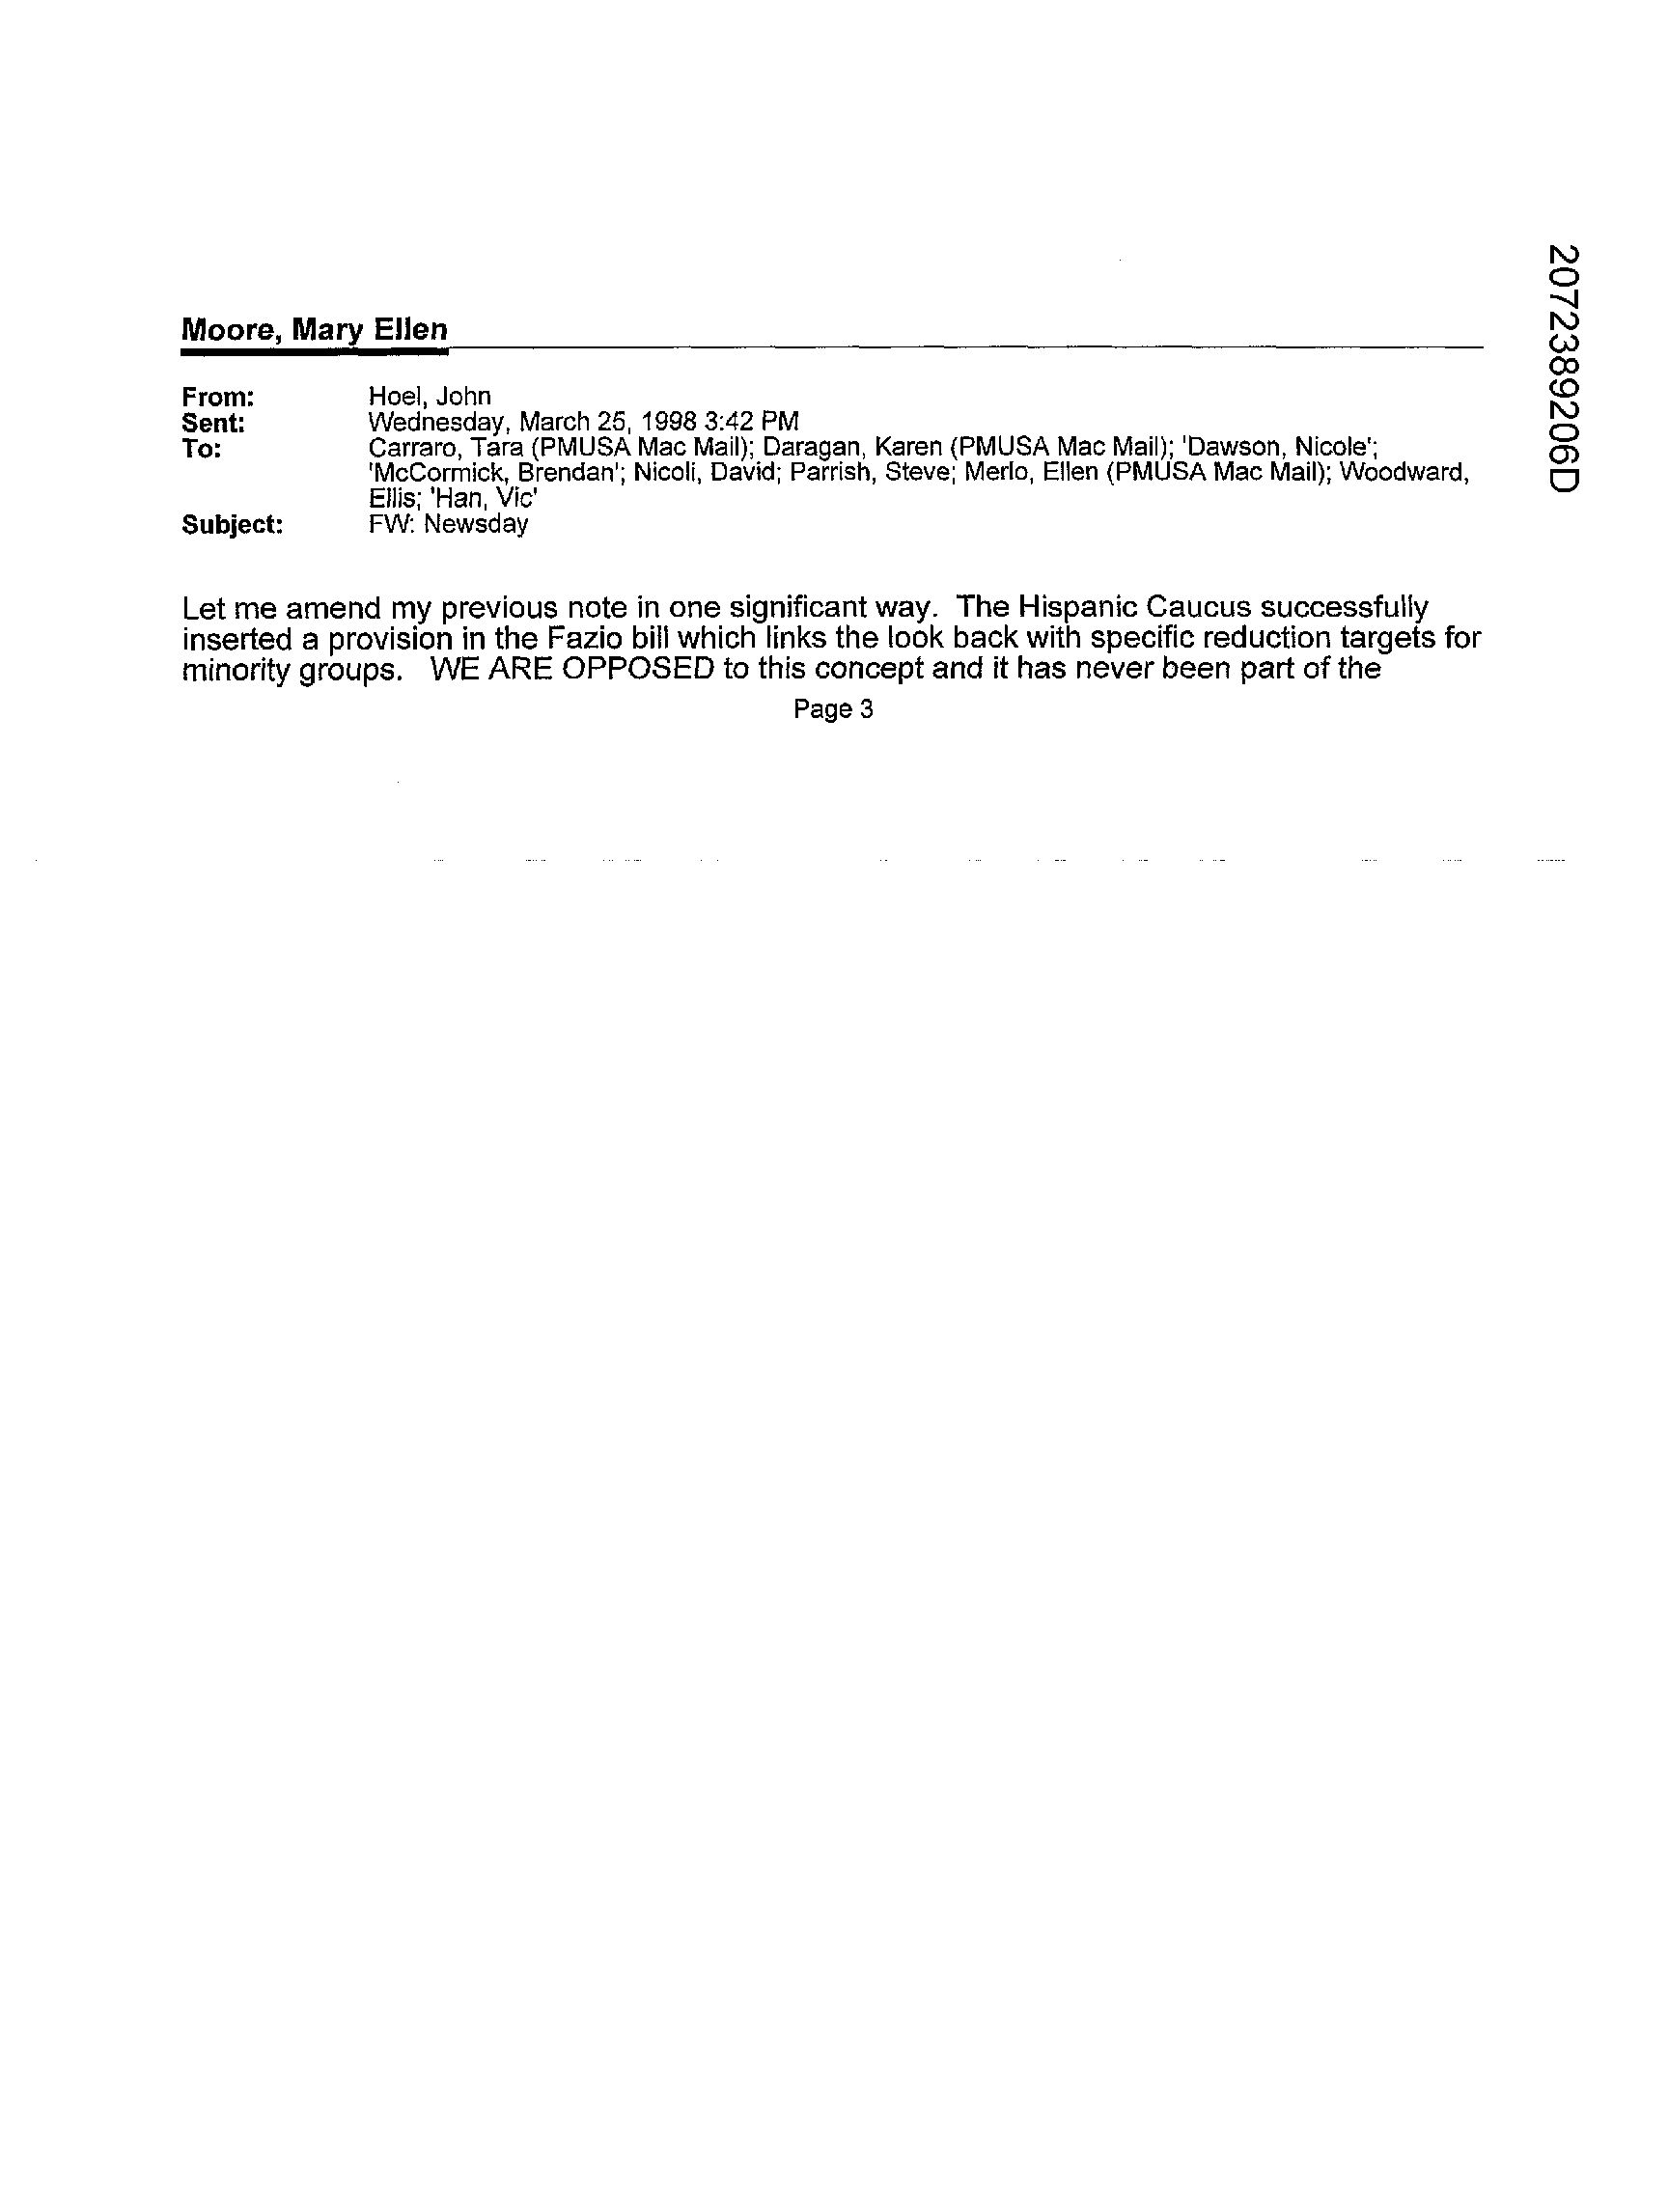 2072389206D
Moore, Mary Ellen
From: Hoel, John
Sent: Wednesday, March 25, 1998 3:42 PM
To: Carraro, Tara (PMUSA Mac Mail); Daragan, Karen (PMUSA Mac Mail); 'Dawson, Nicole';
'McCormick, Brendan'; Nicoli, David; Parrish, Steve; Merlo, Ellen (PMUSA Mac Mail); Woodward,
Ellis; 'Han, Vic'
Subject: FW: Newsday
Let me amend my previous note in one significant way. The Hispanic Caucus successfully
inserted a provision in the Fazio bill which links the look back with specific reduction targets for
minority groups. WE ARE OPPOSED to this concept and it has never been part of the
Page 3